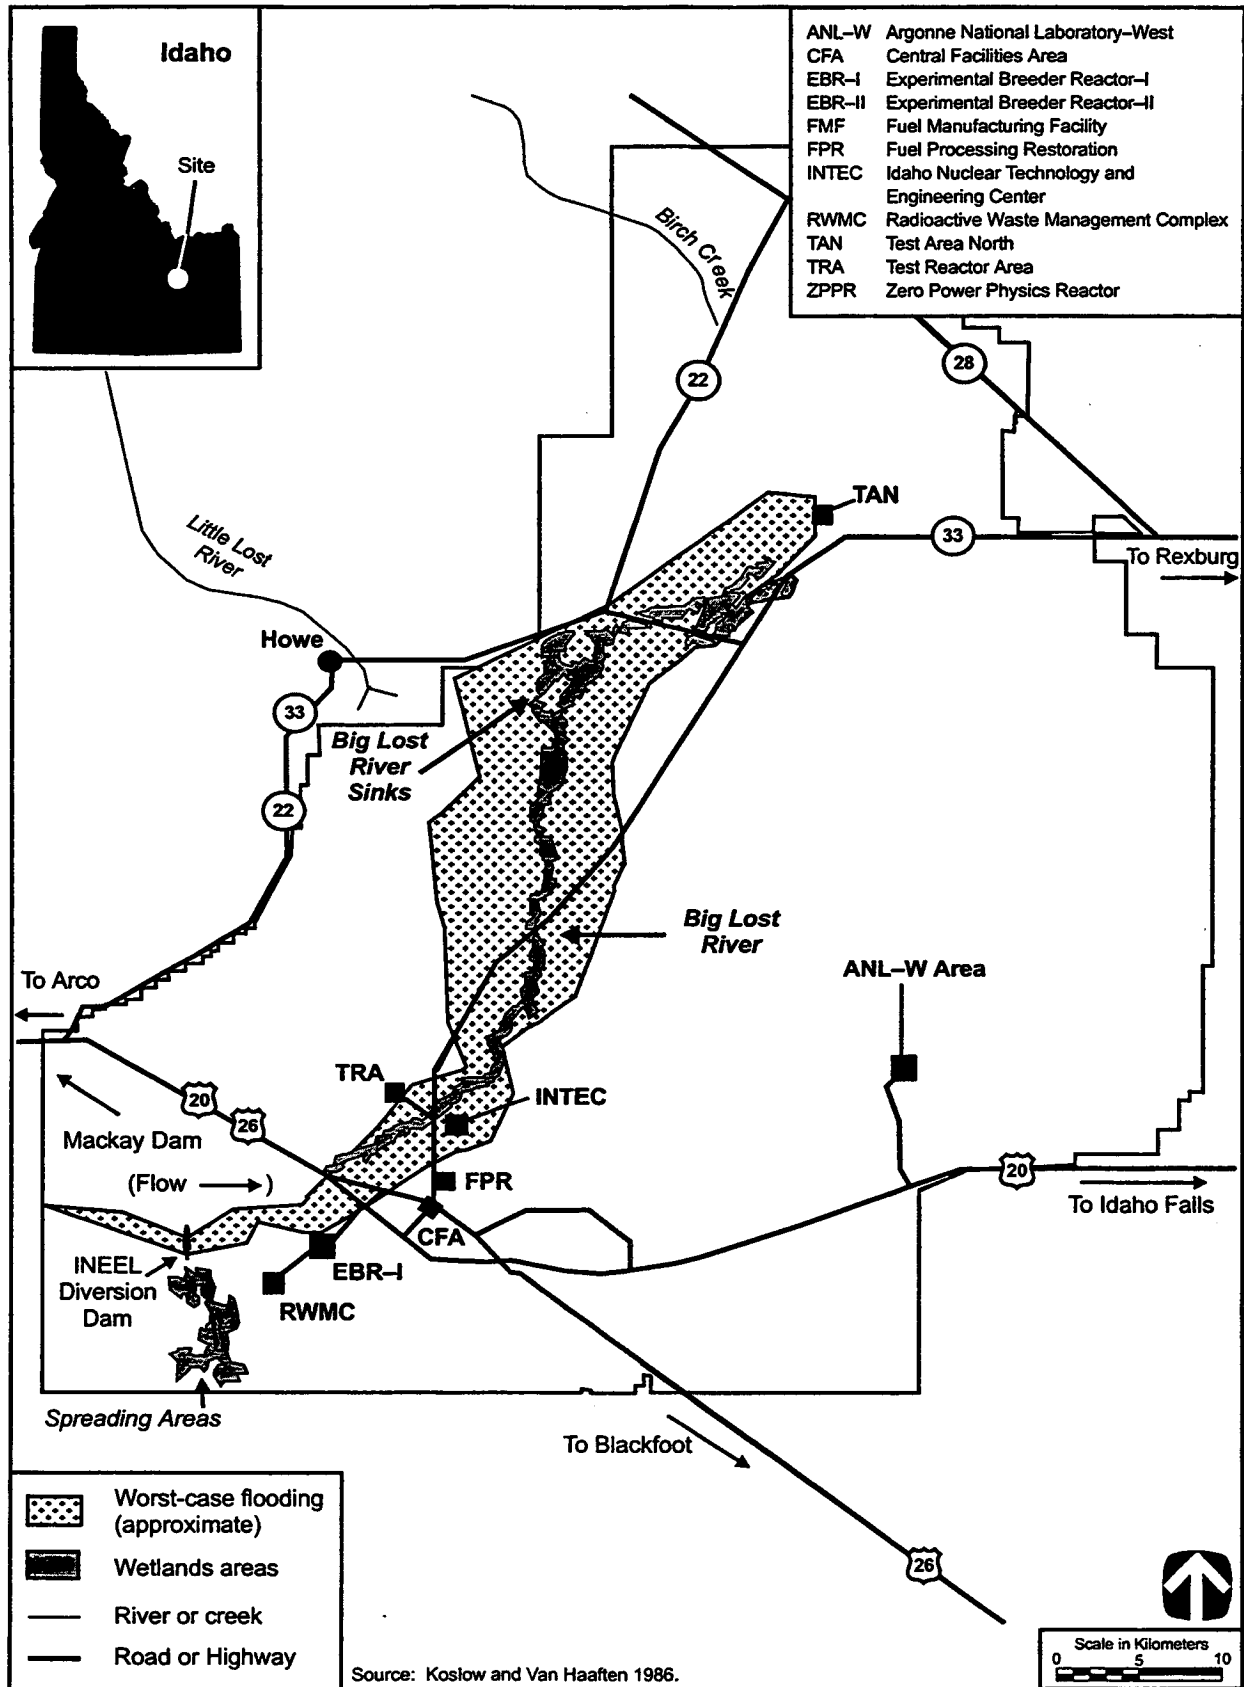 Idaho
Site
ANL–W Argonne National Laboratory–West
CFA Central Facilities Area
EBR–I Experimental Breeder Reactor–I
EBR–II Experimental Breeder Reactor–II
FMF Fuel Manufacturing Facility
FPR Fuel Processing Restoration
INTEC Idaho Nuclear Technology and
Engineering Center
RWMC Radioactive Waste Management Complex
TAN Test Area North
TRA Test Reactor Area
ZPPR Zero Power Physics Reactor
Birch Creek
28
22
TAN
33
To Rexburg
Little Lost
River
Howe
33
Big Lost
River
Sinks
22
Big Lost
River
ANL–W Area
To Arco
TRA
INTEC
20
26
Mackay Dam
(Flow )
FPR
20
To Idaho Falls
CFA
INEEL
Diversion
Dam
EBR–I
RWMC
Spreading Areas
To Blackfoot
26
Worst-case flooding
(approximate)
Wetlands areas
River or creek
Road or Highway
Source: Koslow and Van Haaften 1986.
Scale in Kilometers
0 5 10